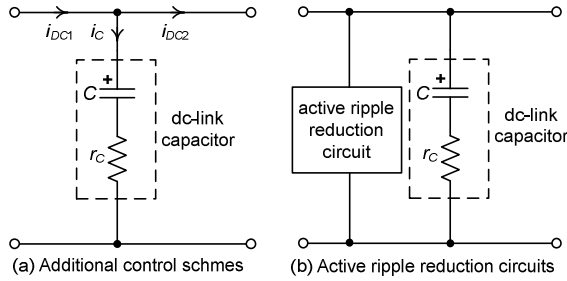 iDC1 iC iDC2
+
C
rC
dc-link
capacitor
(a) Additional control schmes
active ripple
reduction
circuit
+
C
rC
dc-link
capacitor
(b) Active ripple reduction circuits